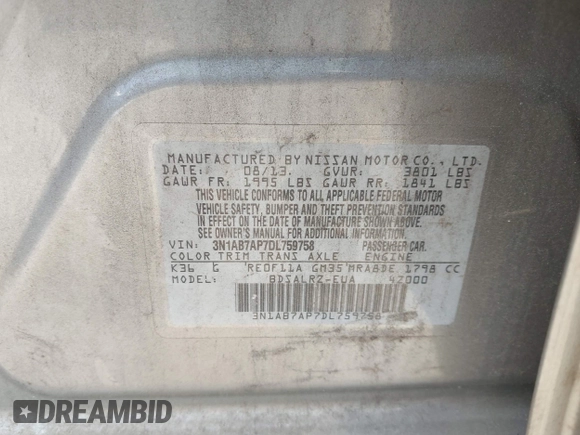 MANUFACTURED BY NISSAN MOTOR CO., LTD.
DATE: 08/13. GVWR: 3801 LBS
GAWR FR: 1995 LBS GAWR RR: 1841 LBS
THIS VEHICLE CONFORMS TO ALL APPLICABLE FEDERAL MOTOR
VEHICLE SAFETY, BUMPER AND THEFT PREVENTION STANDARDS
IN EFFECT ON THE DATE OF MANUFACTURE SHOWN ABOVE.
SEE OWNER'S MANUAL FOR ADDITIONAL INFORMATION.
VIN: 3N1AB7AP7DL759758 PASSENGER CAR.
COLOR TRIM TRANS AXLE ENGINE
K36 G RE0F11A GM35 MRA8DE 1798 CC
MODEL: BDSALR2-EUA 42000
3N1AB7AP7DL759758
DREAMBID